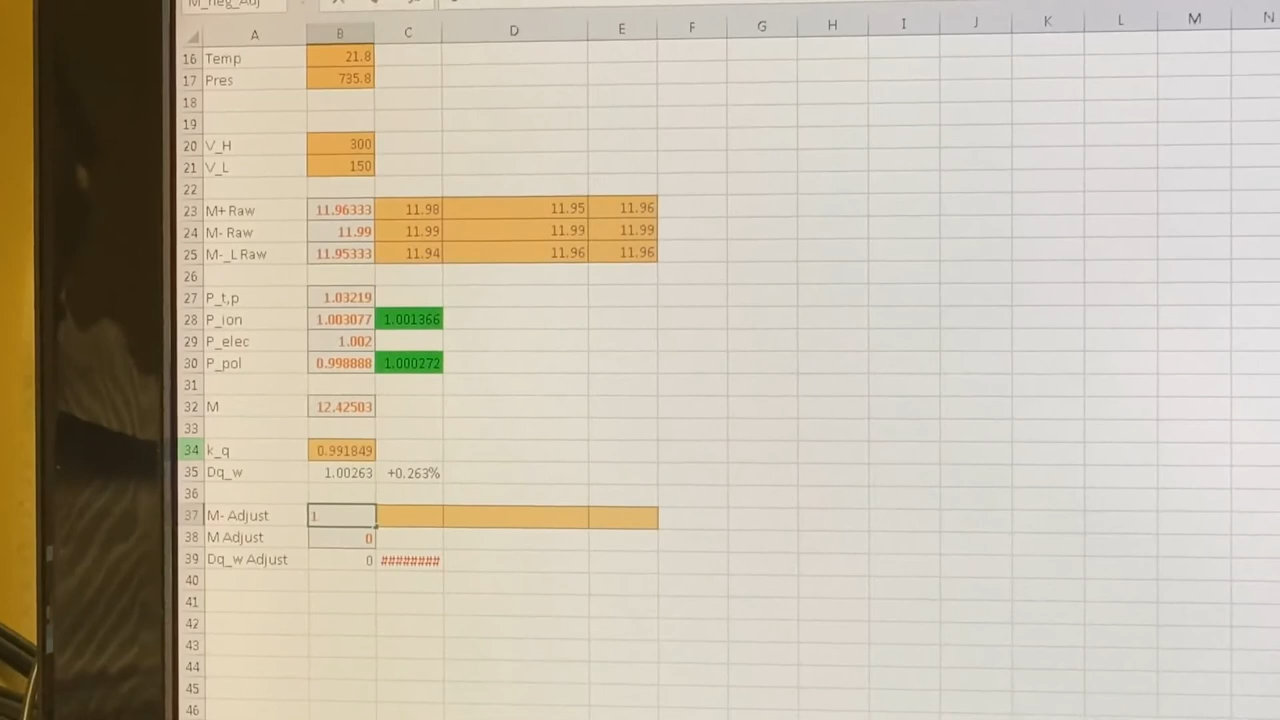 M_neg_Adj
A B C D E F G H I J K L M N
16 Temp 21.8
17 Pres 735.8
18
19
20 V_H 300
21 V_L 150
22
23 M+ Raw 11.96333 11.98 11.95 11.96
24 M- Raw 11.99 11.99 11.99 11.99
25 M-_L Raw 11.95333 11.94 11.96 11.96
26
27 P_t,p 1.03219
28 P_ion 1.003077 1.001366
29 P_elec 1.002
30 P_pol 0.998888 1.000272
31
32 M 12.42503
33
34 k_q 0.991849
35 Dq_w 1.00263 +0.263%
36
37 M- Adjust 1
38 M Adjust 0
39 Dq_w Adjust 0 ########
40
41
42
43
44
45
46